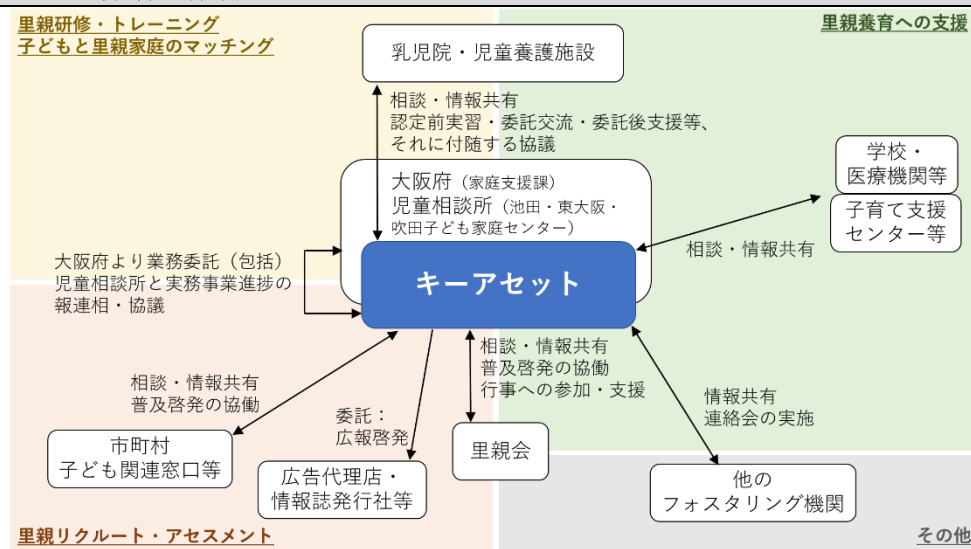 里親研修・トレーニング
子どもと里親家庭のマッチング
里親養育への支援
乳児院・児童養護施設
相談・情報共有
認定前実習・委託交流・委託後支援等、
それに付随する協議
学校・
医療機関等
子育て支援
センター等
大阪府（家庭支援課）
児童相談所（池田・東大阪・
吹田子ども家庭センター）
相談・情報共有
キーアセット
大阪府より業務委託（包括）
児童相談所と実務事業進捗の
報連相・協議
相談・情報共有
普及啓発の協働
行事への参加・支援
相談・情報共有
普及啓発の協働
情報共有
連絡会の実施
委託：
広報啓発
市町村
子ども関連窓口等
里親会
広告代理店・
情報誌発行社等
他の
フォスタリング機関
里親リクルート・アセスメント
その他